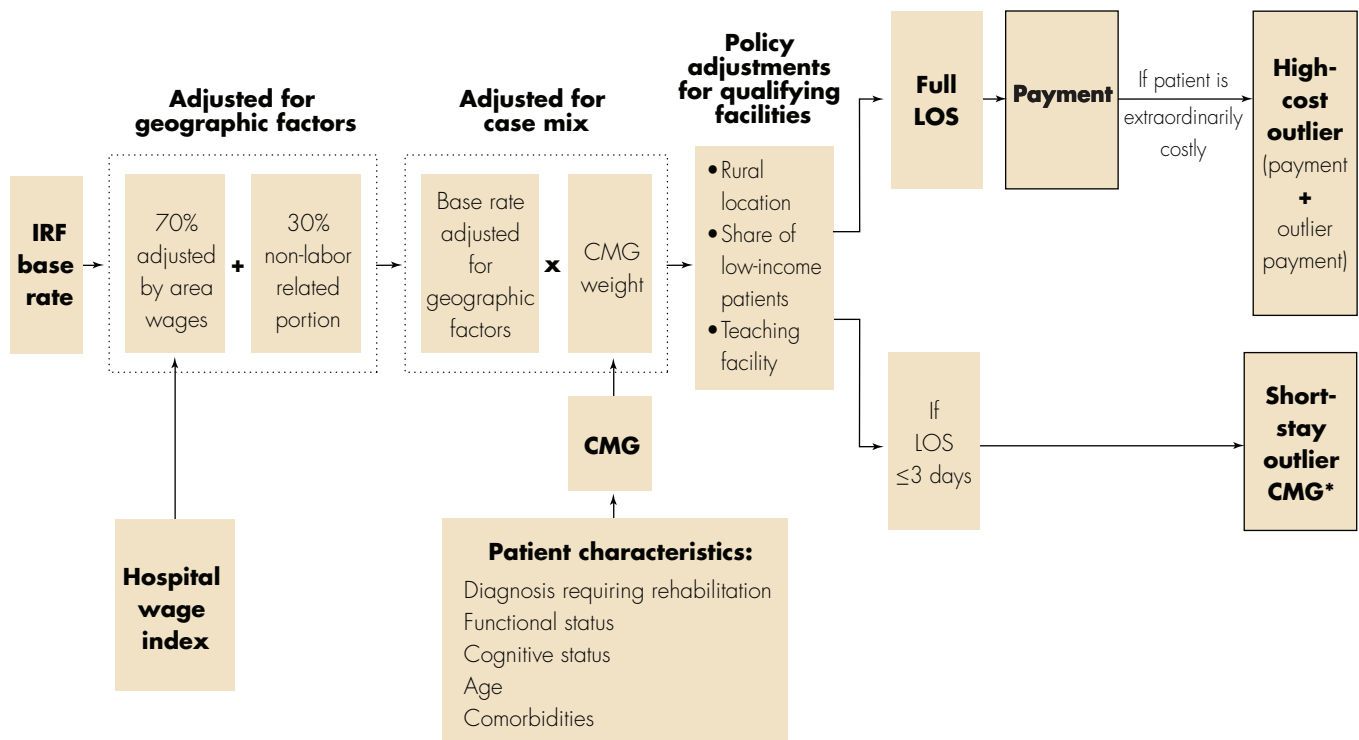 IRF
base
rate
Adjusted for
geographic factors
70%
adjusted
by area
wages
+
30%
non-labor
related
portion
Hospital
wage
index
Adjusted for
case mix
Base rate
adjusted
for
geographic
factors
x
CMG
weight
CMG
Patient characteristics:
Diagnosis requiring rehabilitation
Functional status
Cognitive status
Age
Comorbidities
Policy
adjustments
for qualifying
facilities
•Rural
location
•Share of
low-income
patients
•Teaching
facility
Full
LOS
Payment
If patient is
extraordinarily
costly
High-
cost
outlier
(payment
+
outlier
payment)
If
LOS
≤3 days
Short-
stay
outlier
CMG*